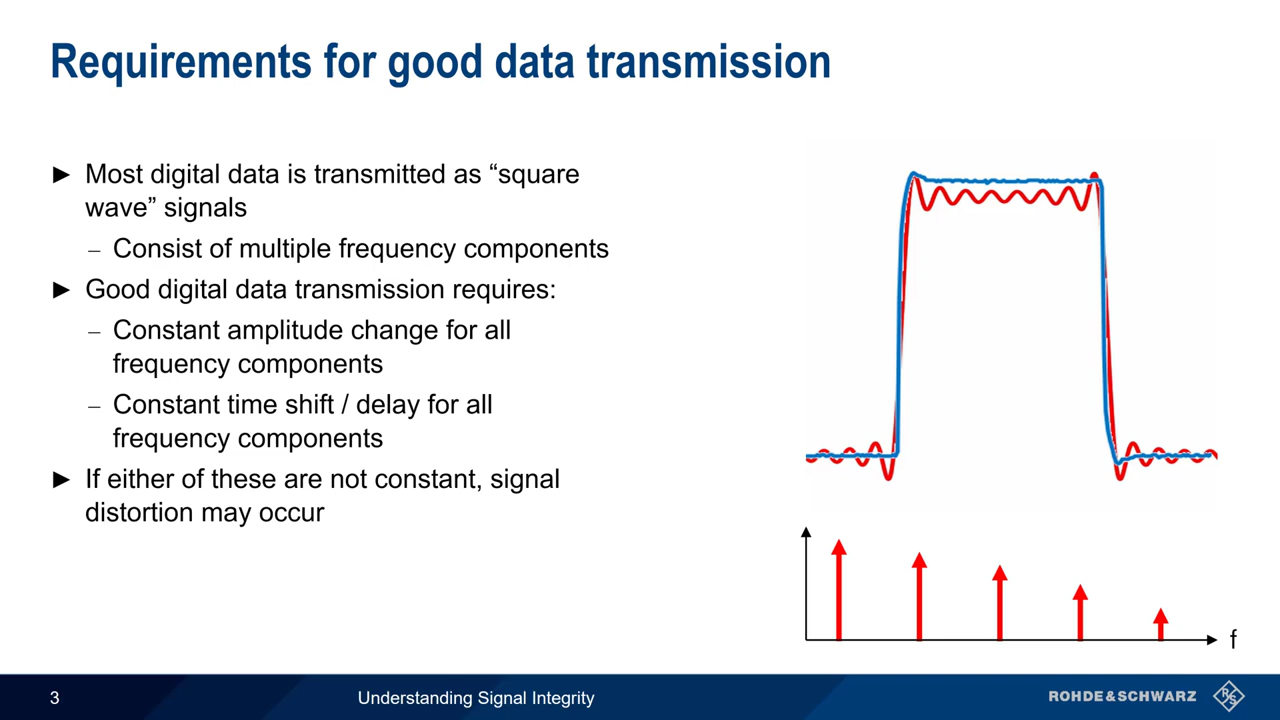 Requirements for good data transmission
► Most digital data is transmitted as “square
wave” signals
– Consist of multiple frequency components
► Good digital data transmission requires:
– Constant amplitude change for all
frequency components
– Constant time shift / delay for all
frequency components
► If either of these are not constant, signal
distortion may occur
f
3
Understanding Signal Integrity
ROHDE&SCHWARZ
R&S